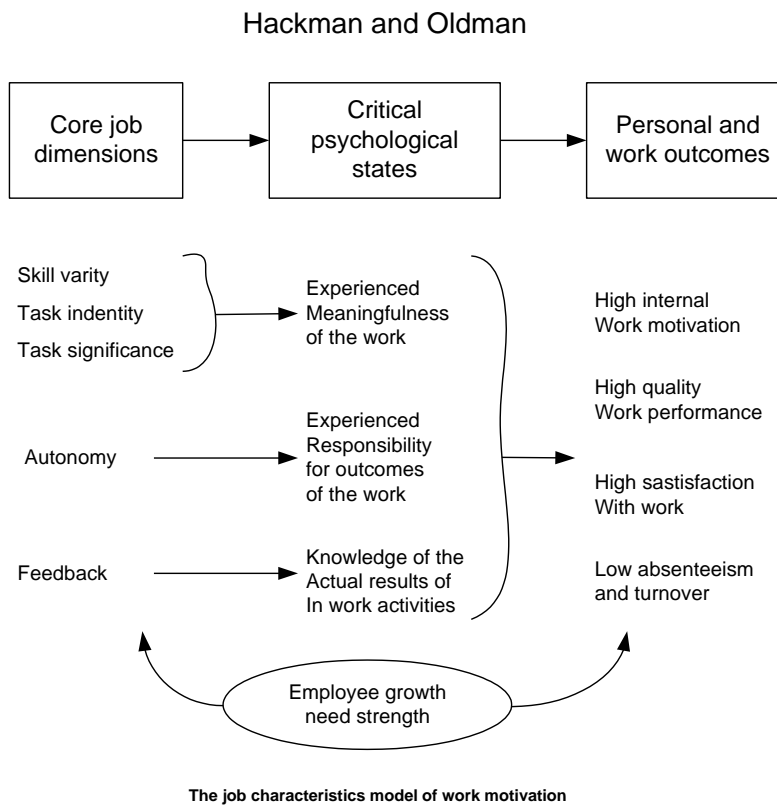 Hackman and Oldman
Core job
dimensions
Critical
psychological
states
Personal and
work outcomes
Skill varity
Task indentity
Task significance
Experienced
Meaningfulness
of the work
High internal
Work motivation
High quality
Work performance
Autonomy
Experienced
Responsibility
for outcomes
of the work
High sastisfaction
With work
Feedback
Knowledge of the
Actual results of
In work activities
Low absenteeism
and turnover
Employee growth
need strength
The job characteristics model of work motivation